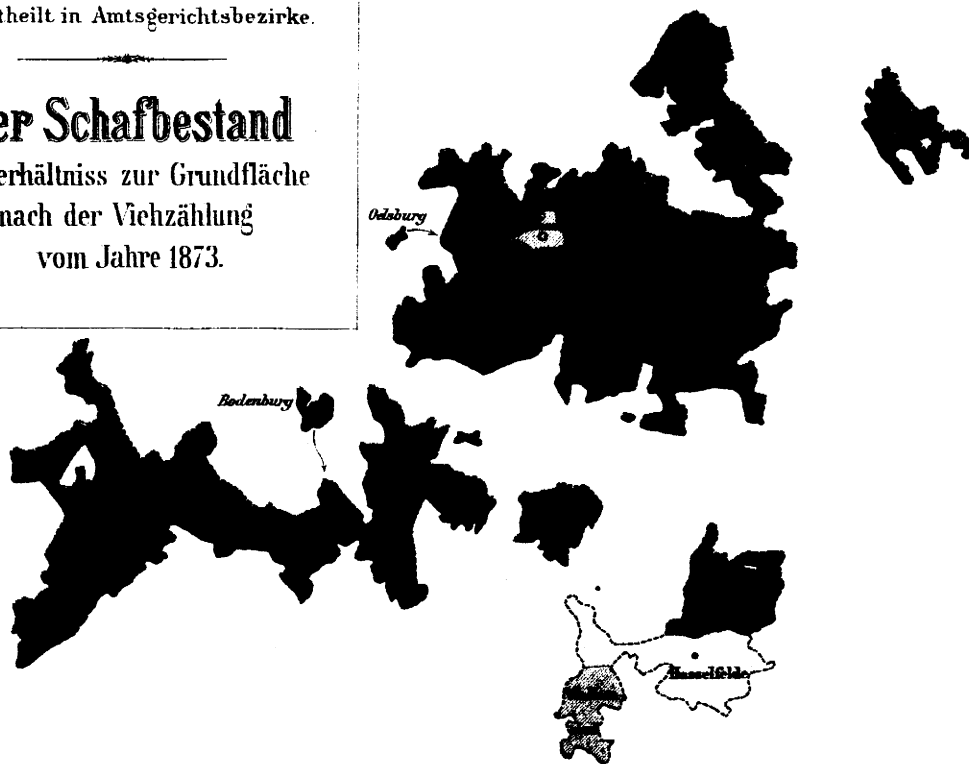 theilt in Amtsgerichtsbezirke.
er Schafbestand
erhältniss zur Grundfläche
nach der Viehzählung
vom Jahre 1873.
Oelsburg
Bodenburg
Hasselfelde